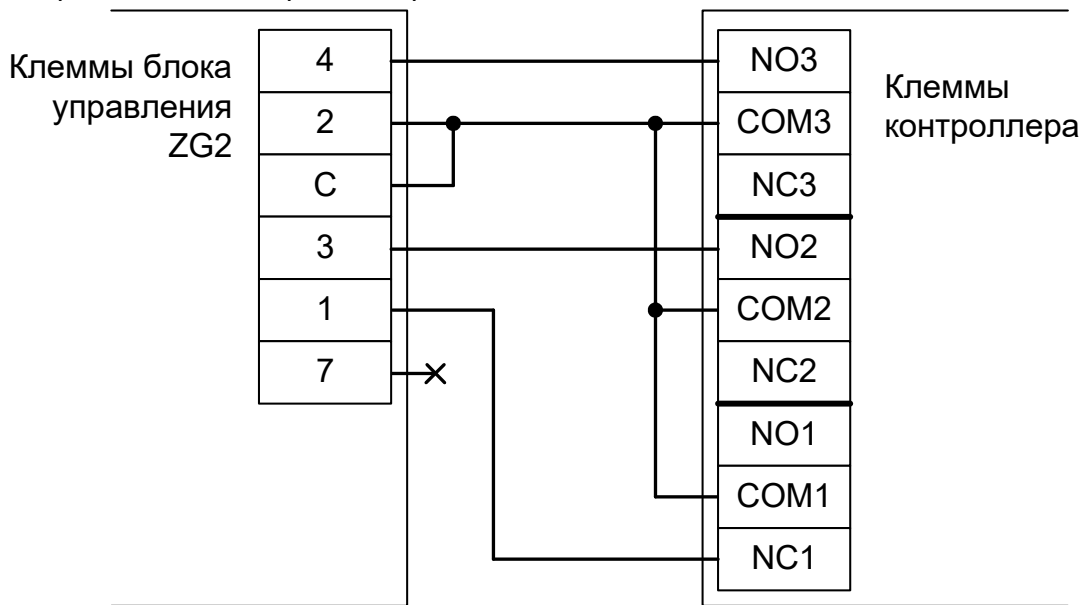 Клеммы блока
управления
ZG2
4
2
C
3
1
7
NO3
COM3
NC3
NO2
COM2
NC2
NO1
COM1
NC1
Клеммы
контроллера